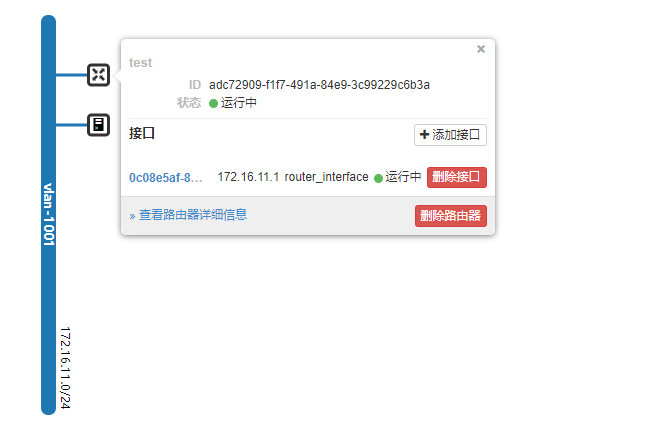 test
ID adc72909-f1f7-491a-84e9-3c99229c6b3a
状态 运行中
接口 添加接口
0c08e5af-8... 172.16.11.1 router_interface 运行中 删除接口
» 查看路由器详细信息 删除路由器
vlan-1001
172.16.11.0/24